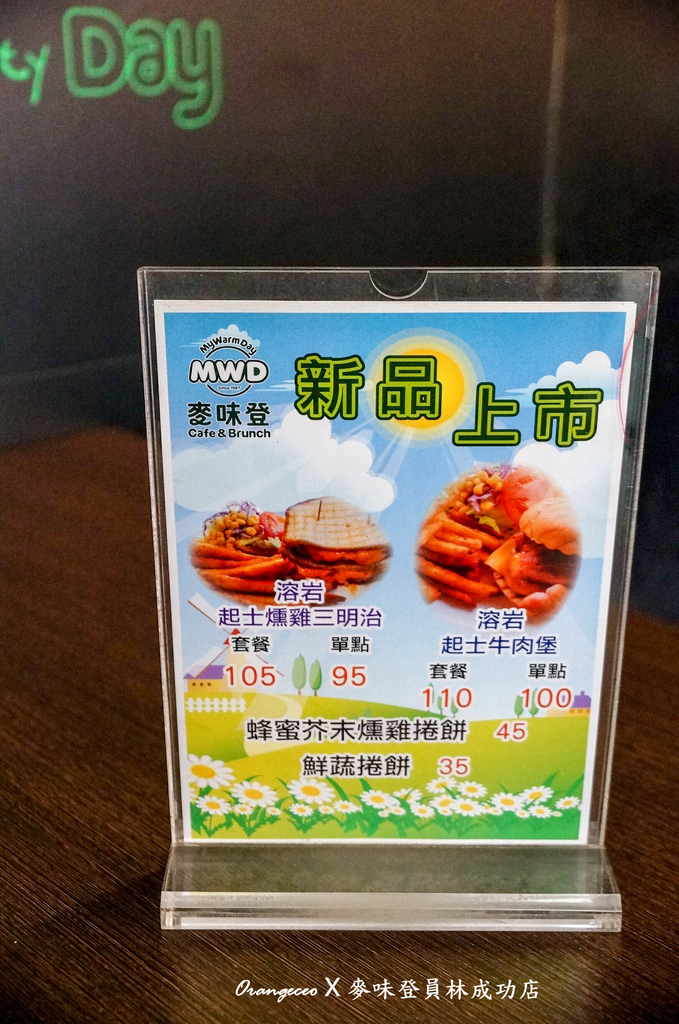 ty Day
MyWarmDay
MWD
Since.1987
麥味登
Cafe & Brunch
新品上市
溶岩
起士燻雞三明治
套餐 單點
105 95
溶岩
起士牛肉堡
套餐 單點
110 100
蜂蜜芥末燻雞捲餅 45
鮮蔬捲餅 35
Orangeceo X 麥味登員林成功店